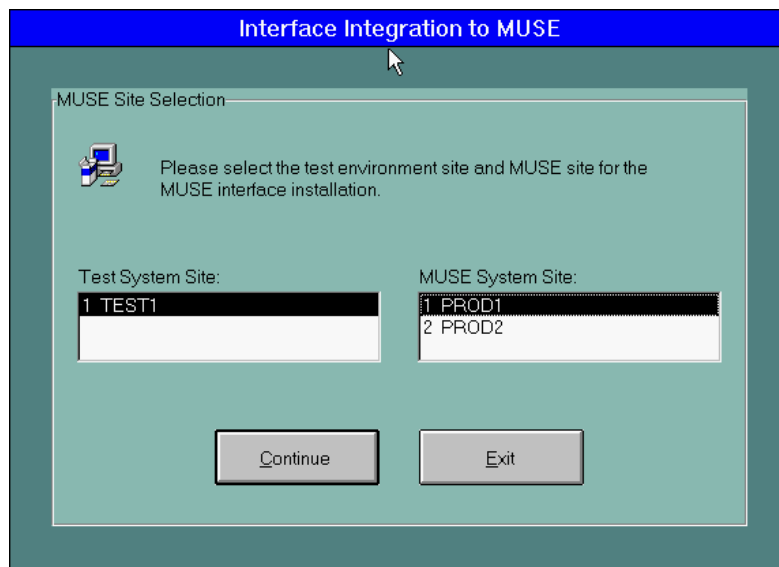 Interface Integration to MUSE
MUSE Site Selection
Please select the test environment site and MUSE site for the
MUSE interface installation.
Test System Site:
1 TEST1
MUSE System Site:
1 PROD1
2 PROD2
Continue
Exit